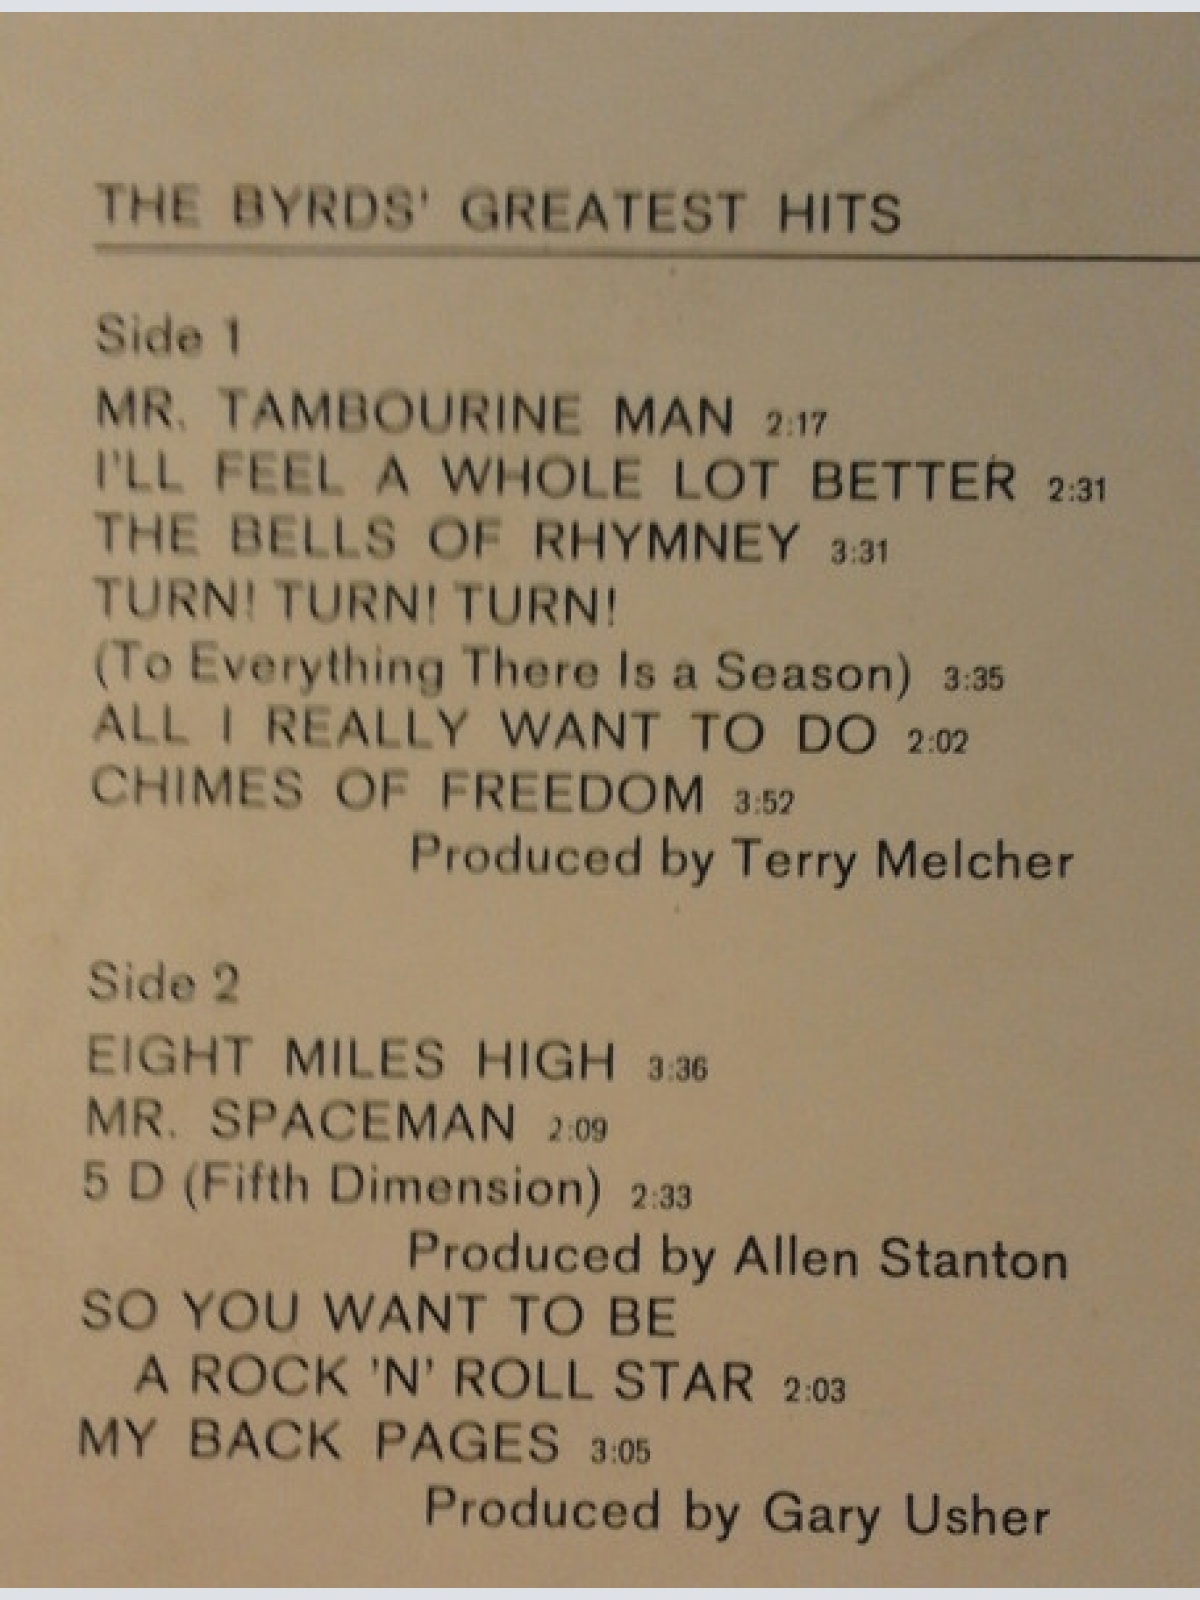 THE BYRDS' GREATEST HITS
Side 1
MR. TAMBOURINE MAN 2:17
I'LL FEEL A WHOLE LOT BETTER 2:31
THE BELLS OF RHYMNEY 3:31
TURN! TURN! TURN!
(To Everything There Is a Season) 3:35
ALL I REALLY WANT TO DO 2:02
CHIMES OF FREEDOM 3:52
Produced by Terry Melcher
Side 2
EIGHT MILES HIGH 3:36
MR. SPACEMAN 2:09
5 D (Fifth Dimension) 2:33
Produced by Allen Stanton
SO YOU WANT TO BE
A ROCK 'N' ROLL STAR 2:03
MY BACK PAGES 3:05
Produced by Gary Usher